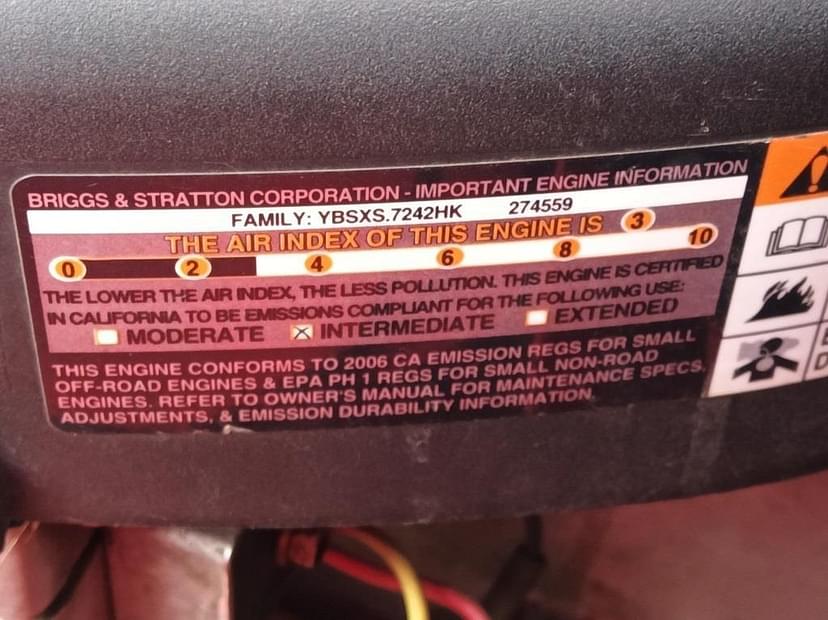 BRIGGS & STRATTON CORPORATION - IMPORTANT ENGINE INFORMATION
FAMILY: YBSXS.7242HK 274559
THE AIR INDEX OF THIS ENGINE IS 3
0 2 4 6 8 10
THE LOWER THE AIR INDEX, THE LESS POLLUTION. THIS ENGINE IS CERTIFIED
IN CALIFORNIA TO BE EMISSIONS COMPLIANT FOR THE FOLLOWING USE:
MODERATE INTERMEDIATE EXTENDED
THIS ENGINE CONFORMS TO 2006 CA EMISSION REGS FOR SMALL
OFF-ROAD ENGINES & EPA PH 1 REGS FOR SMALL NON-ROAD
ENGINES. REFER TO OWNER'S MANUAL FOR MAINTENANCE SPECS,
ADJUSTMENTS, & EMISSION DURABILITY INFORMATION.